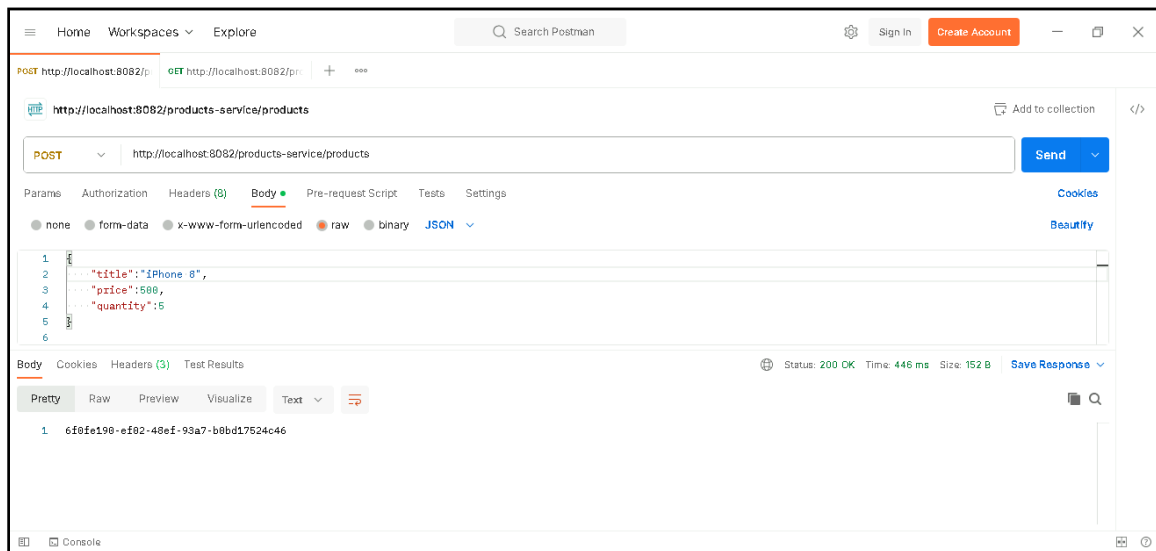 Home Workspaces Explore Search Postman Sign In Create Account
POST http://localhost:8082/p GET http://localhost:8082/pro
HTTP http://localhost:8082/products-service/products Add to collection </>
POST http://localhost:8082/products-service/products Send
Params Authorization Headers (8) Body Pre-request Script Tests Settings Cookies
none form-data x-www-form-urlencoded raw binary JSON Beautify
1 {
2 "title":"iPhone 8",
3 "price":500,
4 "quantity":5
5 }
6
Body Cookies Headers (3) Test Results Status: 200 OK Time: 446 ms Size: 152 B Save Response
Pretty Raw Preview Visualize Text
1 6f0fe190-ef02-48ef-93a7-b0bd17524c46
Console